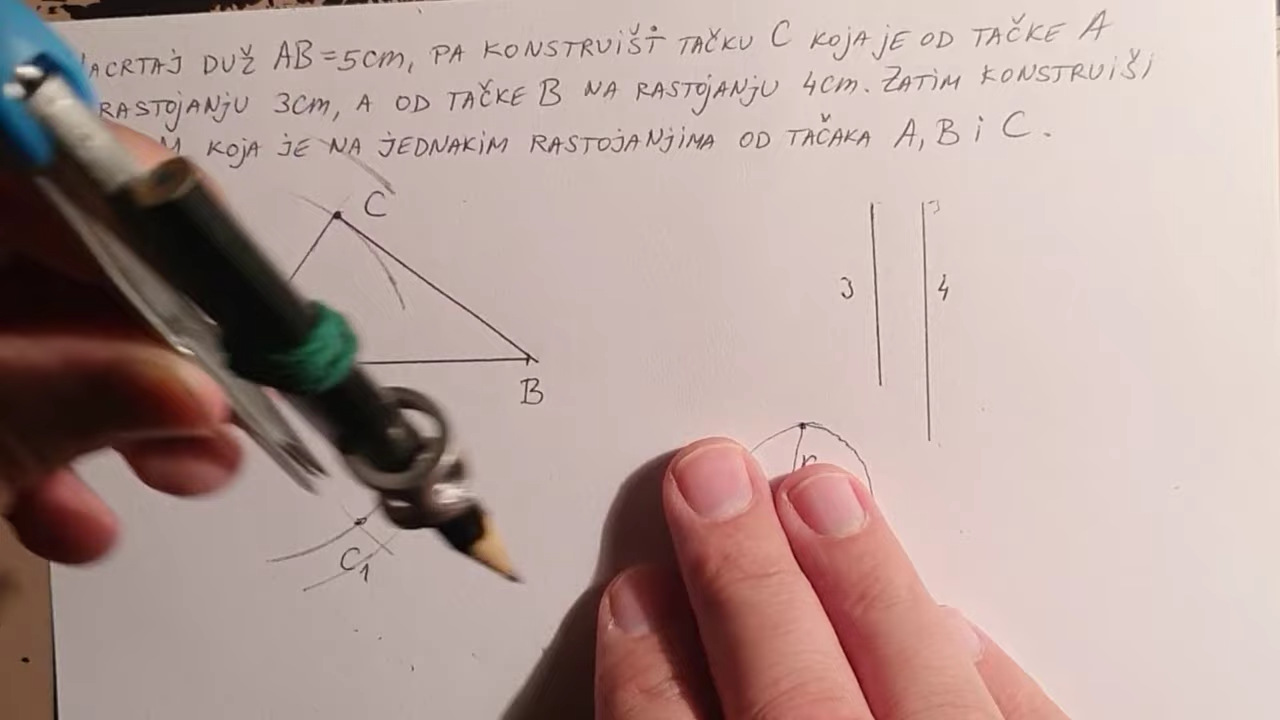 ACRTAJ DUŽ AB=5cm, PA KONSTRUIŠI TAČKU C KOJA JE OD TAČKE A
RASTOJANJU 3cm, A OD TAČKE B NA RASTOJANJU 4cm. ZATIM KONSTRUIŠI
M KOJA JE NA JEDNAKIM RASTOJANJIMA OD TAČAKA A, B i C.
C
3
4
B
r
C1